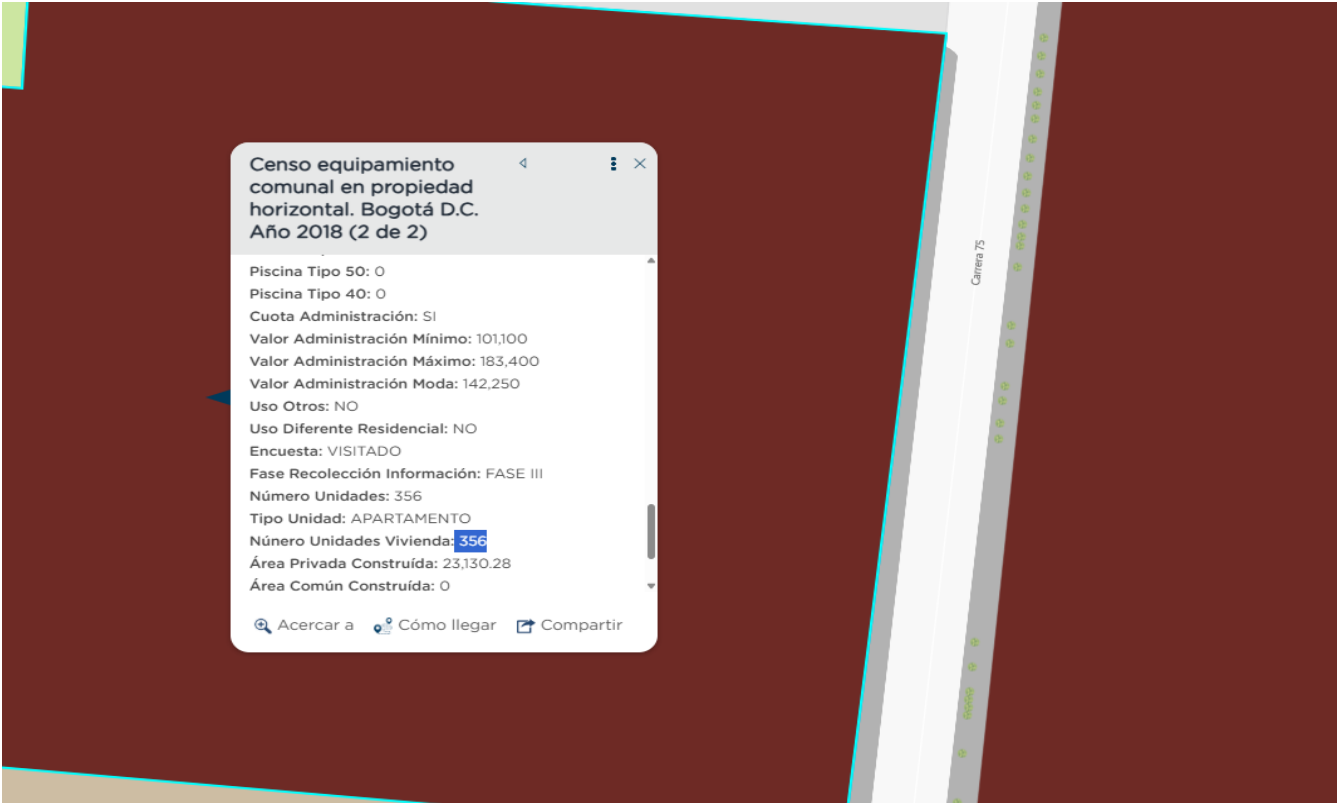 Censo equipamiento
comunal en propiedad
horizontal. Bogotá D.C.
Año 2018 (2 de 2)
Piscina Tipo 50: 0
Piscina Tipo 40: 0
Cuota Administración: SI
Valor Administración Mínimo: 101,100
Valor Administración Máximo: 183,400
Valor Administración Moda: 142,250
Uso Otros: NO
Uso Diferente Residencial: NO
Encuesta: VISITADO
Fase Recolección Información: FASE III
Número Unidades: 356
Tipo Unidad: APARTAMENTO
Núnero Unidades Vivienda: 356
Área Privada Construída: 23,130.28
Área Común Construída: 0
Acercar a Cómo llegar Compartir
Carrera 75